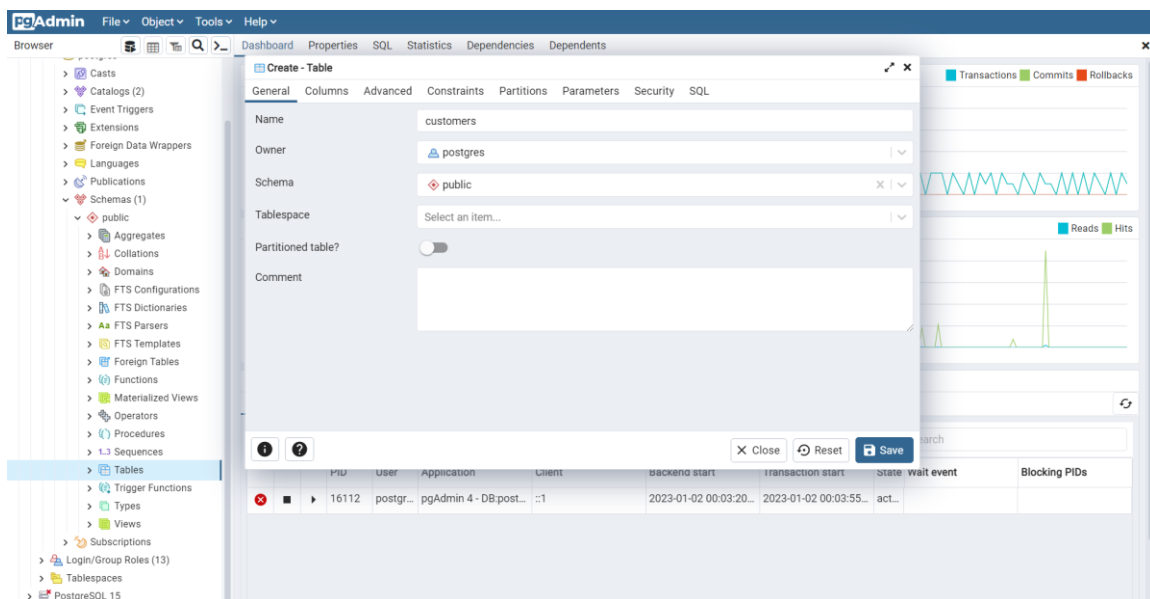 pgAdmin File Object Tools Help
Browser
Dashboard Properties SQL Statistics Dependencies Dependents
Casts
Catalogs (2)
Event Triggers
Extensions
Foreign Data Wrappers
Languages
Publications
Schemas (1)
public
Aggregates
Collations
Domains
FTS Configurations
FTS Dictionaries
Aa FTS Parsers
FTS Templates
Foreign Tables
Functions
Materialized Views
Operators
Procedures
1..3 Sequences
Tables
Trigger Functions
Types
Views
Subscriptions
Login/Group Roles (13)
Tablespaces
PostgreSQL 15
Create - Table
General Columns Advanced Constraints Partitions Parameters Security SQL
Name customers
Owner postgres
Schema public
Tablespace Select an item...
Partitioned table?
Comment
Close Reset Save
Transactions Commits Rollbacks
Reads Hits
earch
PID User Application Client Backend start Transaction start State Wait event Blocking PIDs
16112 postgr... pgAdmin 4 - DB:post... ::1 2023-01-02 00:03:20... 2023-01-02 00:03:55... act...